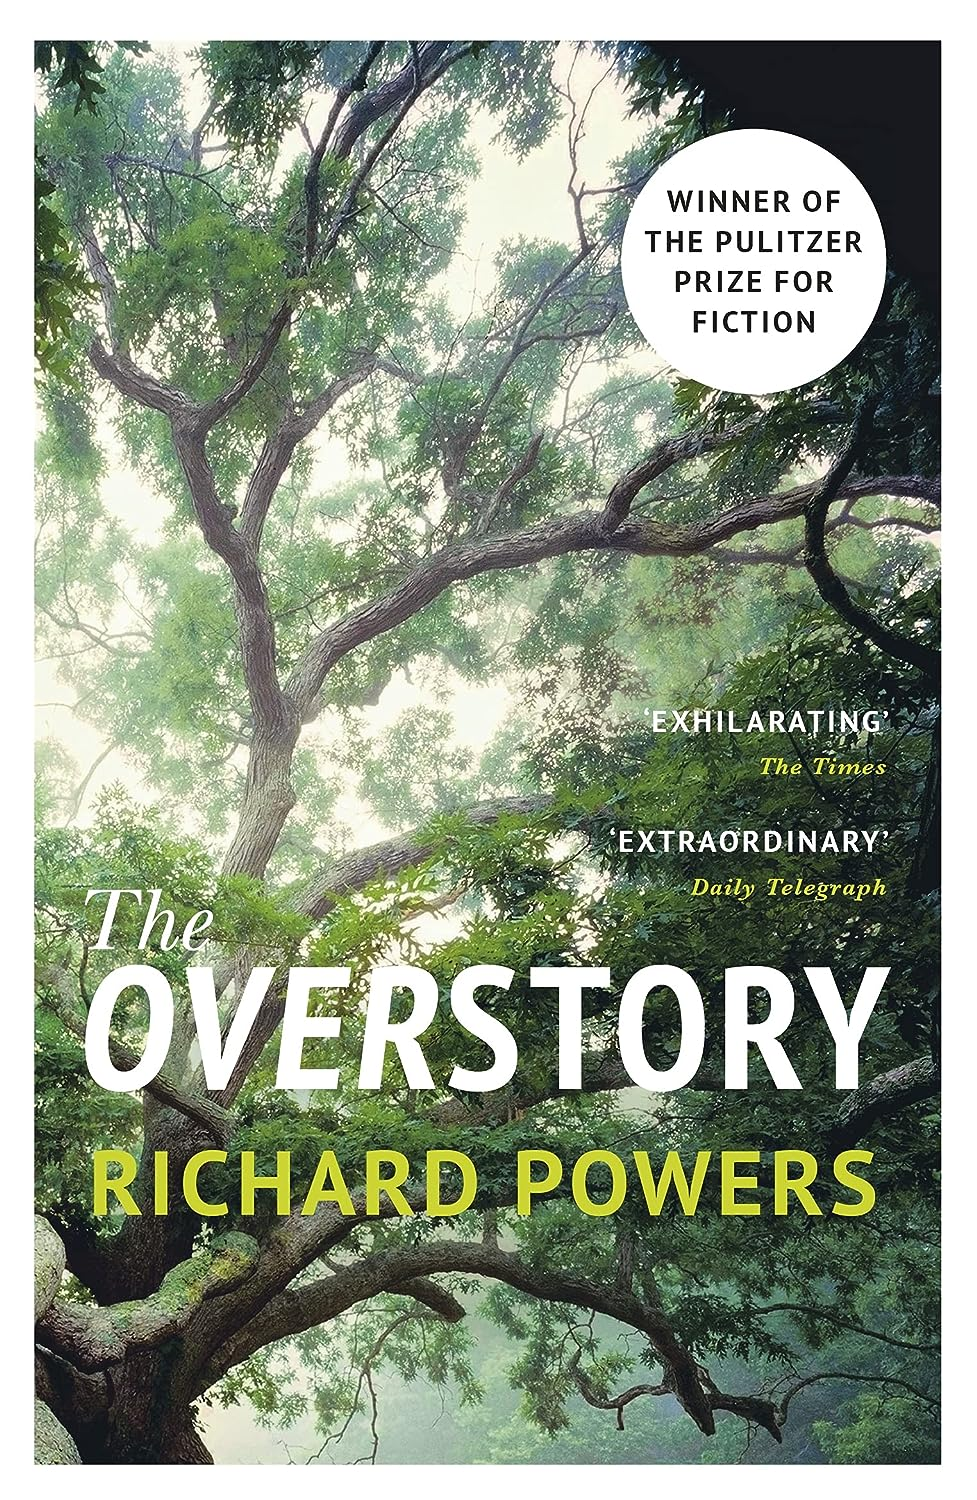 WINNER OF
THE PULITZER
PRIZE FOR
FICTION
‘EXHILARATING’
The Times
‘EXTRAORDINARY’
Daily Telegraph
The
OVERSTORY
RICHARD POWERS